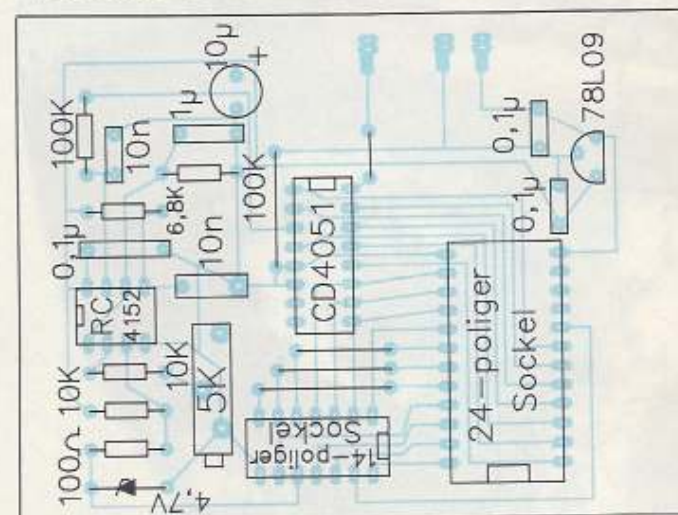 10µ
+
1µ
100K
10n
100K
6,8K
0,1µ
10n
RC
4152
CD4051
0,1µ
0,1µ
78L09
24-poliger
Sockel
14-poliger
Sockel
5K
10K
10K
100Ω
4,7V